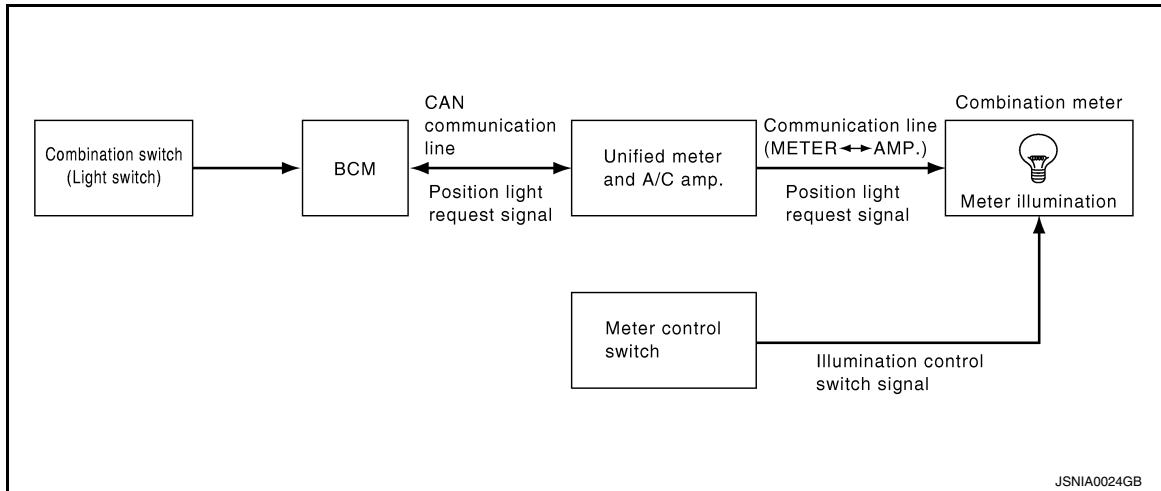 Combination switch
(Light switch)
BCM
CAN
communication
line
Position light
request signal
Unified meter
and A/C amp.
Communication line
(METER↔AMP.)
Position light
request signal
Combination meter
Meter illumination
Meter control
switch
Illumination control
switch signal
JSNIA0024GB